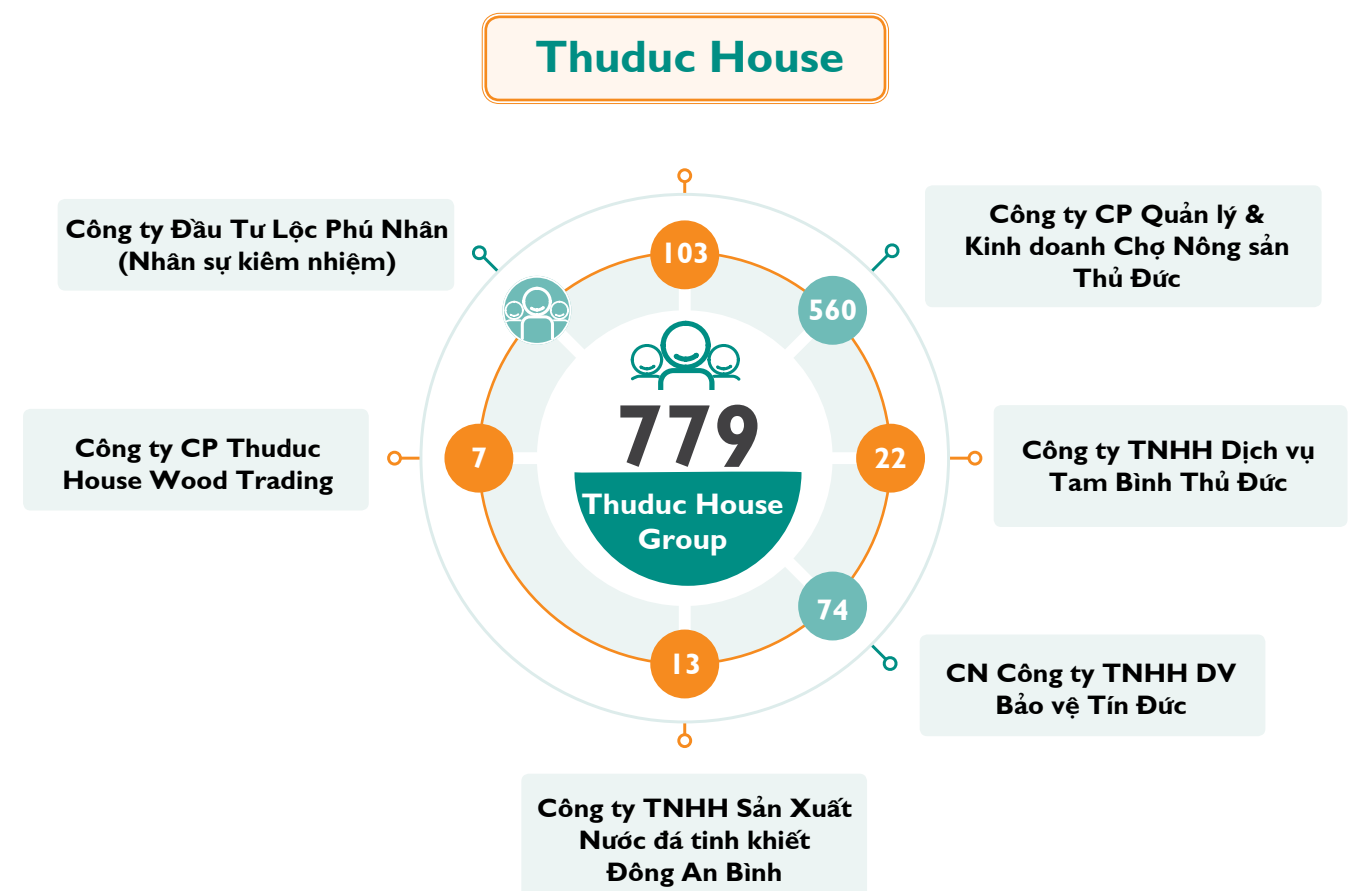 Thuduc House
Công ty Đầu Tư Lộc Phú Nhân
(Nhân sự kiêm nhiệm)
103
Công ty CP Quản lý &
Kinh doanh Chợ Nông sản
Thủ Đức
560
779
Thuduc House
Group
Công ty CP Thuduc
House Wood Trading
7
22
Công ty TNHH Dịch vụ
Tam Bình Thủ Đức
74
CN Công ty TNHH DV
Bảo vệ Tín Đức
13
Công ty TNHH Sản Xuất
Nước đá tinh khiết
Đông An Bình